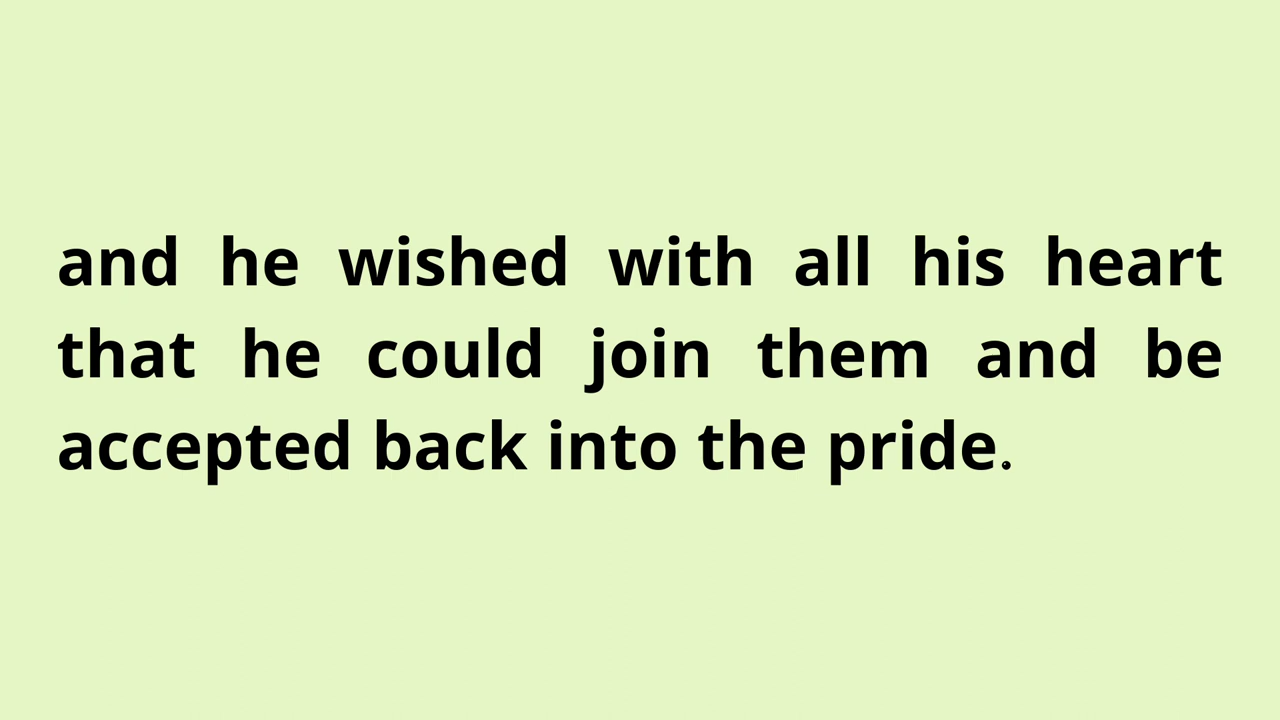 and he wished with all his heart
that he could join them and be
accepted back into the pride.